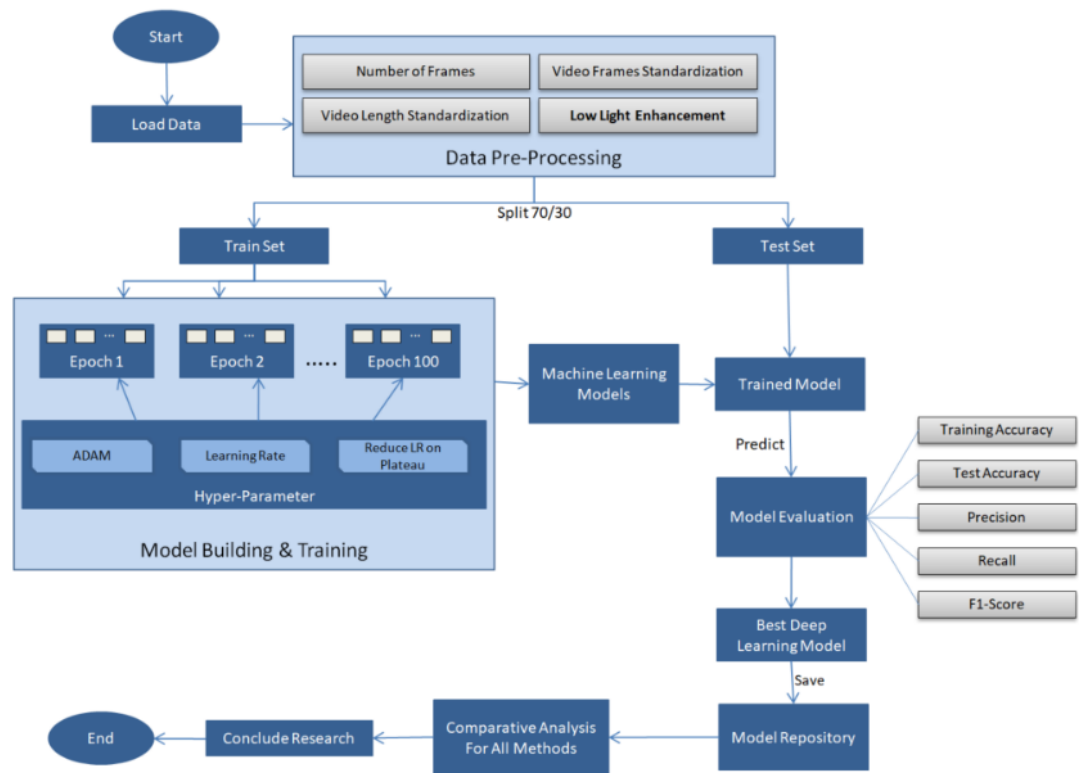 Start
Load Data
Number of Frames
Video Frames Standardization
Video Length Standardization
Low Light Enhancement
Data Pre-Processing
Split 70/30
Train Set
Test Set
...
...
...
Epoch 1
Epoch 2
.....
Epoch 100
ADAM
Learning Rate
Reduce LR on
Plateau
Hyper-Parameter
Model Building & Training
Machine Learning
Models
Trained Model
Predict
Model Evaluation
Training Accuracy
Test Accuracy
Precision
Recall
F1-Score
Best Deep
Learning Model
Save
Model Repository
Comparative Analysis
For All Methods
Conclude Research
End